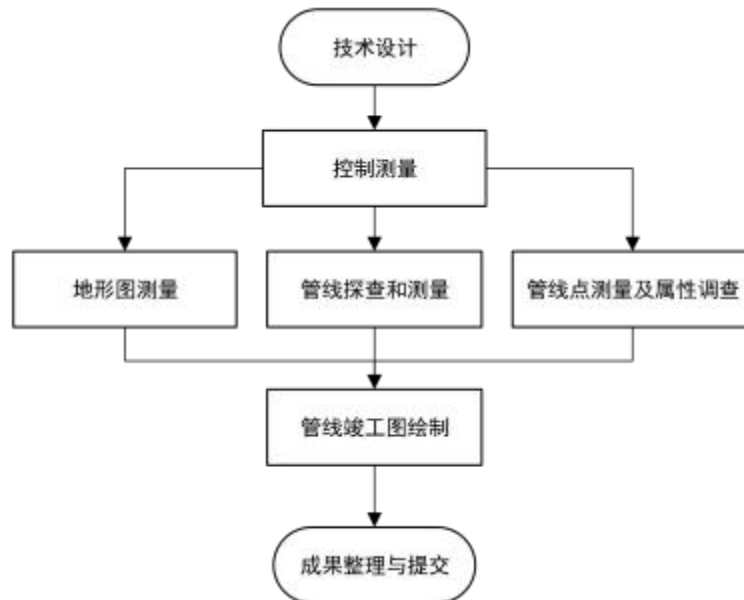 技术设计
控制测量
地形图测量
管线探查和测量
管线点测量及属性调查
管线竣工图绘制
成果整理与提交